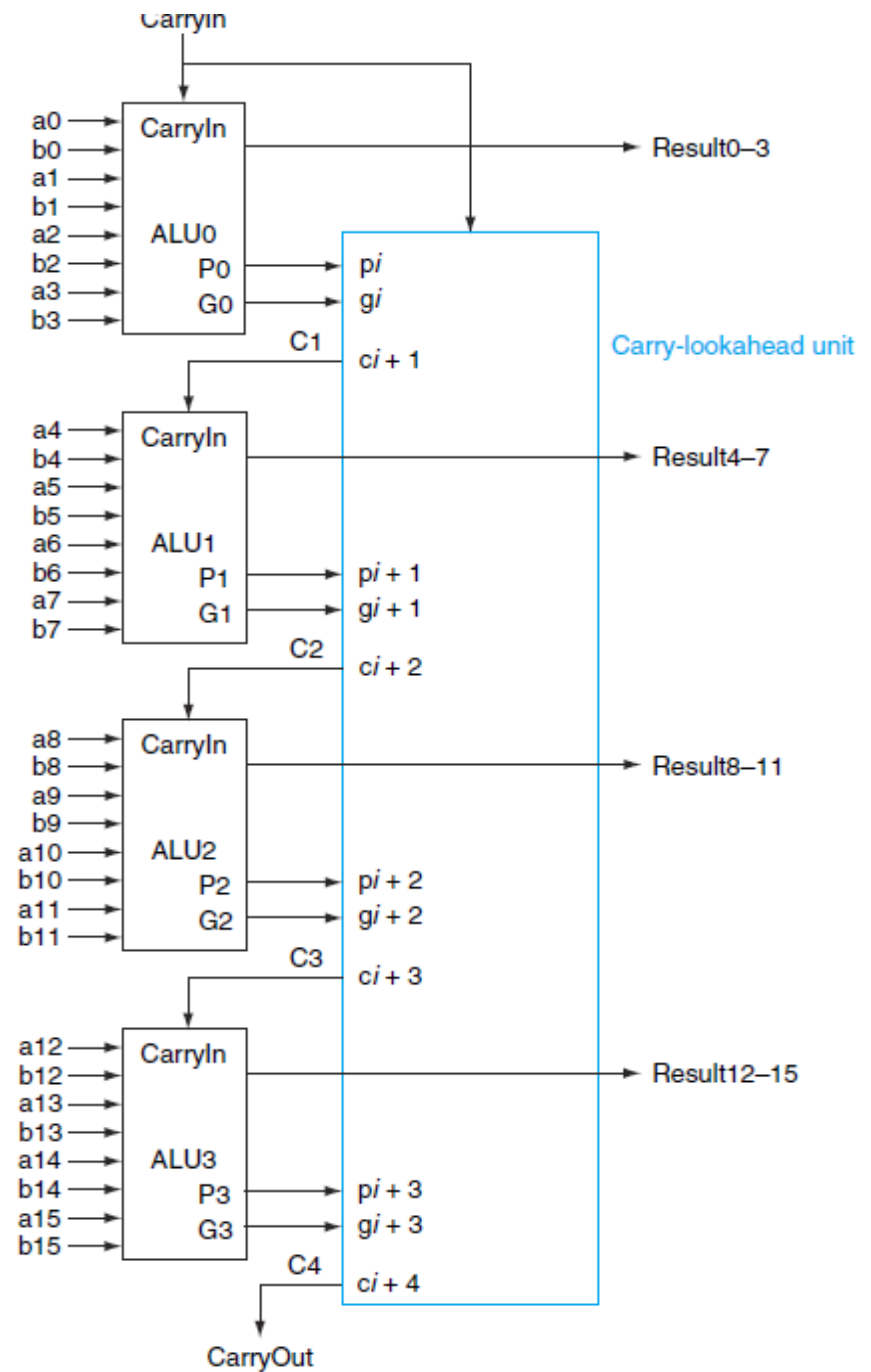 CarryIn
a0
b0
a1
b1
a2
b2
a3
b3
CarryIn
ALU0
P0
G0
Result0–3
pi
gi
Carry-lookahead unit
C1
ci + 1
a4
b4
a5
b5
a6
b6
a7
b7
CarryIn
ALU1
P1
G1
Result4–7
pi + 1
gi + 1
C2
ci + 2
a8
b8
a9
b9
a10
b10
a11
b11
CarryIn
ALU2
P2
G2
Result8–11
pi + 2
gi + 2
C3
ci + 3
a12
b12
a13
b13
a14
b14
a15
b15
CarryIn
ALU3
P3
G3
Result12–15
pi + 3
gi + 3
C4
ci + 4
CarryOut